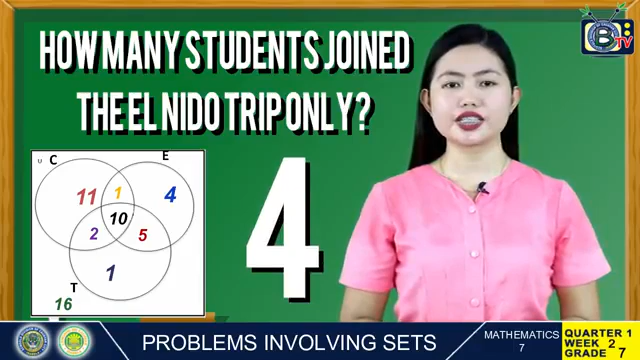 HOW MANY STUDENTS JOINED
THE EL NIDO TRIP ONLY?
U
C
E
11
1
4
10
2
5
1
T
16
4
B
TV
PROBLEMS INVOLVING SETS
MATHEMATICS
7
QUARTER 1
WEEK 2
GRADE 7